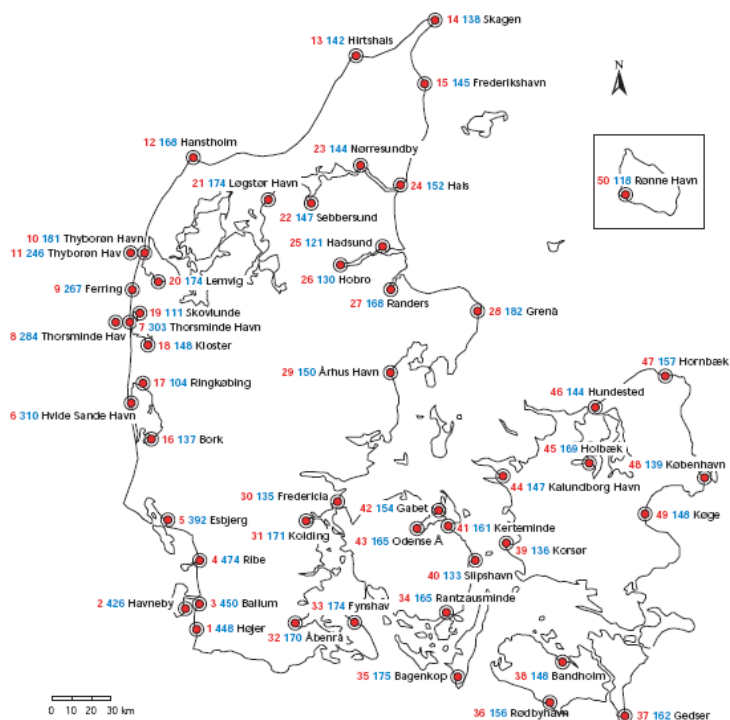 14 138 Skagen
13 142 Hirtshals
15 145 Frederikshavn
N
12 168 Hanstholm
23 144 Nørresundby
50 118 Rønne Havn
21 174 Løgstør Havn
24 152 Hals
22 147 Sebbersund
10 181 Thyborøn Havn
25 121 Hadsund
11 246 Thyborøn Hav
26 130 Hobro
20 174 Lemvig
9 267 Ferring
27 168 Randers
19 111 Skovlunde
28 182 Grenå
7 303 Thorsminde Havn
8 284 Thorsminde Hav
18 148 Kloster
47 157 Hornbæk
29 150 Århus Havn
17 104 Ringkøbing
46 144 Hundested
6 310 Hvide Sande Havn
16 137 Bork
45 169 Holbæk
48 139 København
44 147 Kalundborg Havn
30 135 Fredericia
42 154 Gabet
49 146 Køge
5 392 Esbjerg
31 171 Kolding
41 161 Kerteminde
43 165 Odense Å
39 136 Korsør
4 474 Ribe
40 133 Slipshavn
34 165 Rantzausminde
2 426 Havneby
3 450 Ballum
33 174 Fynshav
1 448 Højer
32 170 Åbenrå
35 175 Bagenkop
38 148 Bandholm
36 156 Rødbyhavn
37 162 Gedser
0 10 20 30 km